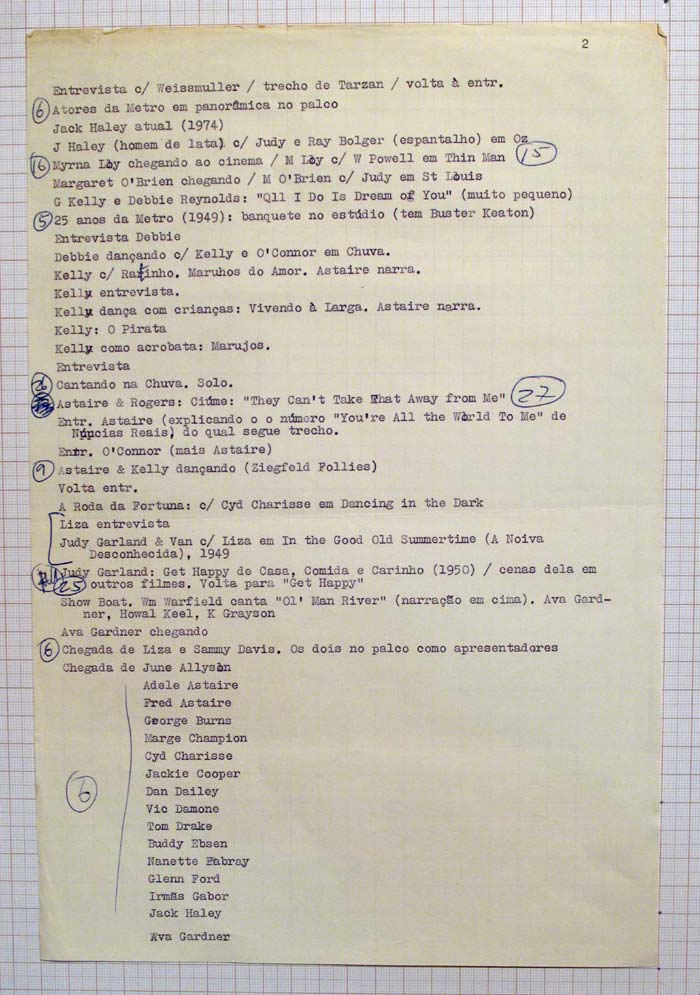 2
Entrevista c/ Weissmuller / trecho de Tarzan / volta à entr.
6 Atores da Metro em panorâmica no palco
Jack Haley atual (1974)
J Haley (homem de lata) c/ Judy e Ray Bolger (espantalho) em Oz
16 Myrna Loy chegando ao cinema / M Loy c/ W Powell em Thin Man 15
Margaret O'Brien chegando / M O'Brien c/ Judy em St Louis
G Kelly e Debbie Reynolds: "Qll I Do Is Dream of You" (muito pequeno)
5 25 anos da Metro (1949): banquete no estúdio (tem Buster Keaton)
Entrevista Debbie
Debbie dançando c/ Kelly e O'Connor em Chuva.
Kelly c/ Ratinho. Maruhos do Amor. Astaire narra.
Kelly entrevista.
Kelly dança com crianças: Vivendo à Larga. Astaire narra.
Kelly: O Pirata
Kelly como acrobata: Marujos.
Entrevista
Cantando na Chuva. Solo.
Astaire & Rogers: Ciúme: "They Can't Take That Away from Me" 27
Entr. Astaire (explicando o o número "You're All the World To Me" de
Núpcias Reais) do qual segue trecho.
Entr. O'Connor (mais Astaire)
9 Astaire & Kelly dançando (Ziegfeld Follies)
Volta entr.
A Roda da Fortuna: c/ Cyd Charisse em Dancing in the Dark
Liza entrevista
Judy Garland & Van c/ Liza em In the Good Old Summertime (A Noiva
Desconhecida), 1949
Judy Garland: Get Happy de Casa, Comida e Carinho (1950) / cenas dela em
25 outros filmes. Volta para "Get Happy"
Show Boat. Wm Warfield canta "Ol' Man River" (narração em cima). Ava Gard-
ner, Howal Keel, K Grayson
Ava Gardner chegando
6 Chegada de Liza e Sammy Davis. Os dois no palco como apresentadores
Chegada de June Allyson
Adele Astaire
Fred Astaire
George Burns
Marge Champion
Cyd Charisse
Jackie Cooper
6
Dan Dailey
Vic Damone
Tom Drake
Buddy Ebsen
Nanette Fabray
Glenn Ford
Irmãs Gabor
Jack Haley
Ava Gardner